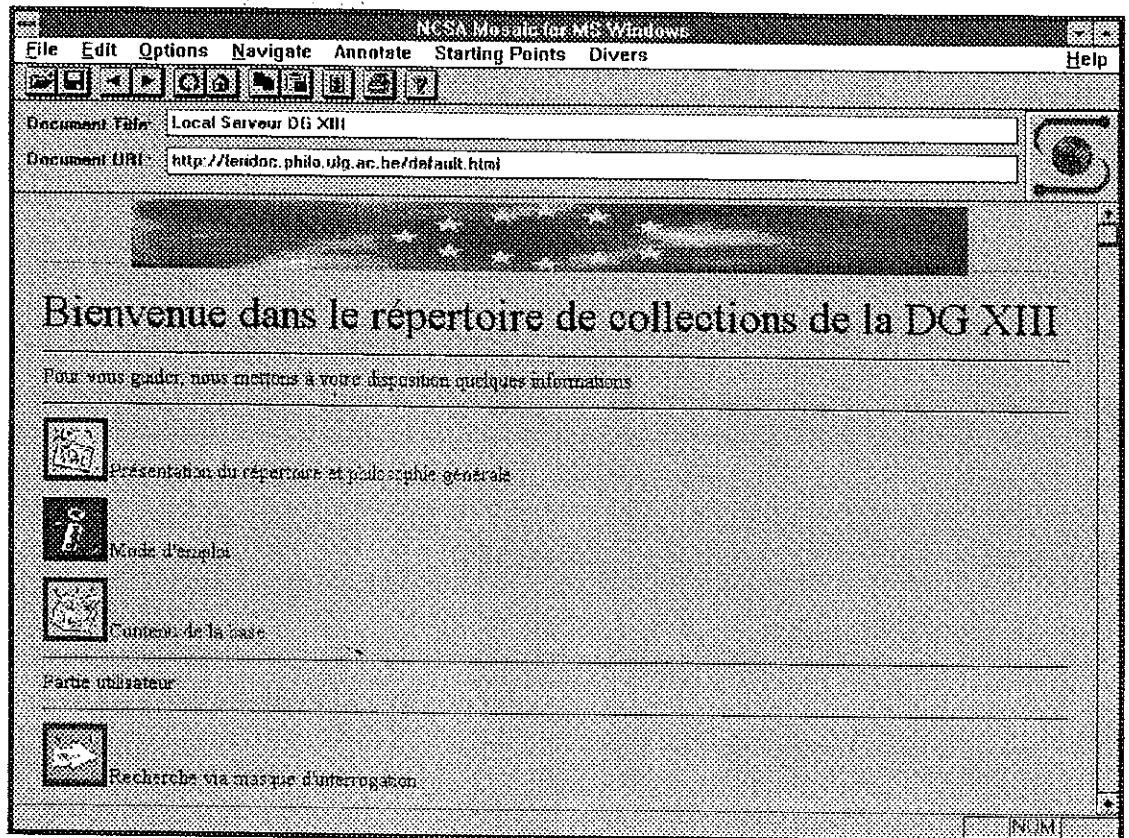 NCSA Mosaic for MS Windows
File Edit Options Navigate Annotate Starting Points Divers Help
Document Title: Local Serveur DG XIII
Document URL: http://lendoc.philo.ulg.ac.be/default.html
Bienvenue dans le répertoire de collections de la DG XIII
Pour vous guider, nous mettons à votre disposition quelques informations
Présentation du répertoire et philosophie générale
Mode d'emploi
Contenu de la base
Partie utilisateur
Recherche via masque d'interrogation
NUM